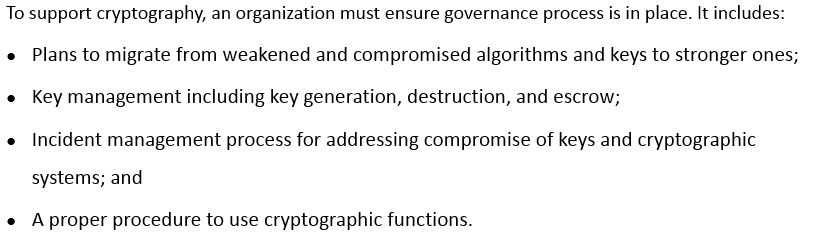 To support cryptography, an organization must ensure governance process is in place. It includes:
• Plans to migrate from weakened and compromised algorithms and keys to stronger ones;
• Key management including key generation, destruction, and escrow;
• Incident management process for addressing compromise of keys and cryptographic
systems; and
• A proper procedure to use cryptographic functions.